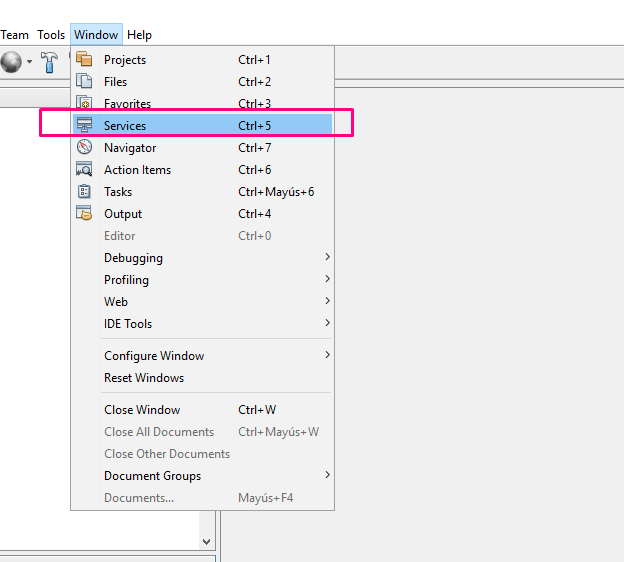 Team Tools Window Help
Projects Ctrl+1
Files Ctrl+2
Favorites Ctrl+3
Services Ctrl+5
Navigator Ctrl+7
Action Items Ctrl+6
Tasks Ctrl+Mayús+6
Output Ctrl+4
Editor Ctrl+0
Debugging
Profiling
Web
IDE Tools
Configure Window
Reset Windows
Close Window Ctrl+W
Close All Documents Ctrl+Mayús+W
Close Other Documents
Document Groups
Documents... Mayús+F4